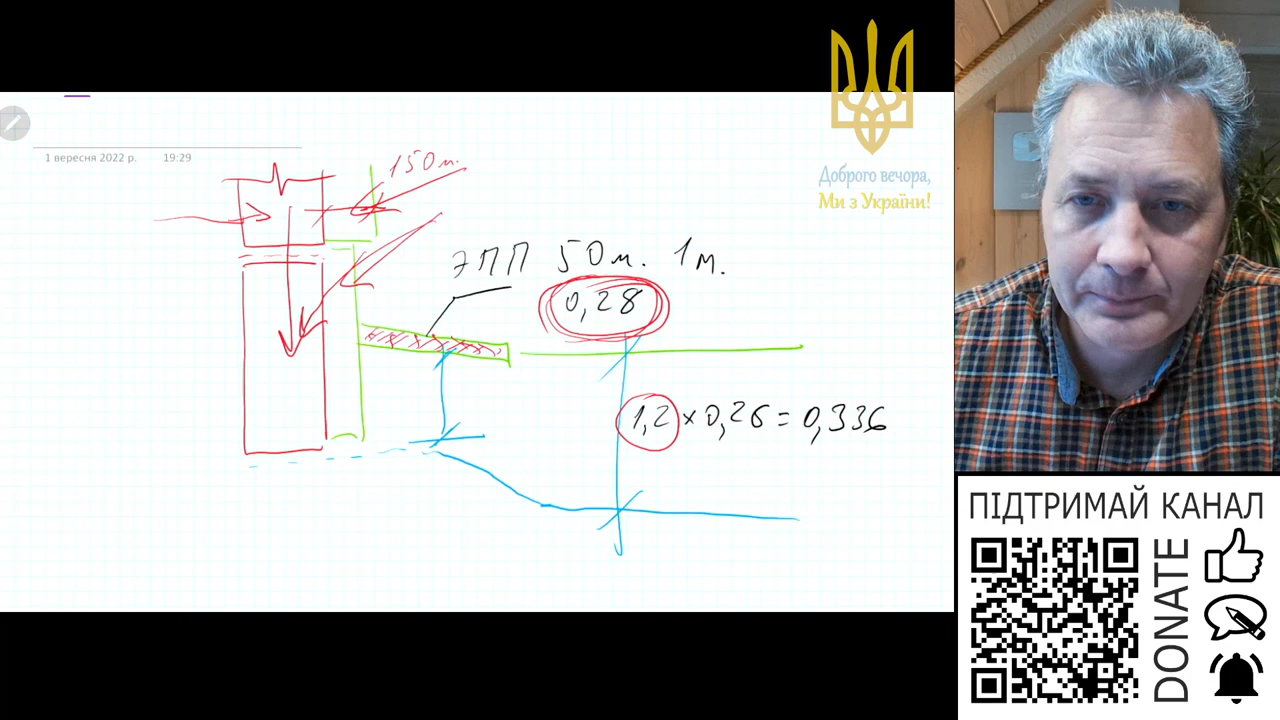 1 вересня 2022 р. 19:29
150м.
ЭПП 50м. 1м.
0,28
1,2 × 0,28 = 0,336
Доброго вечора,
Ми з України!
ПІДТРИМАЙ КАНАЛ
DONATE